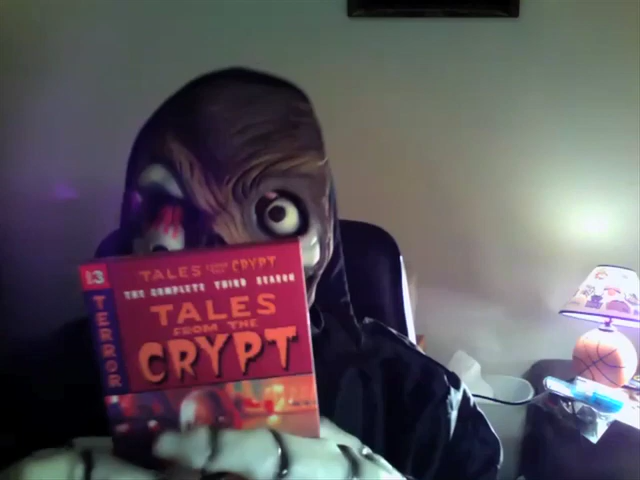 13
TALES FROM THE CRYPT
THE COMPLETE THIRD SEASON
TERROR
TALES
FROM THE
CRYPT